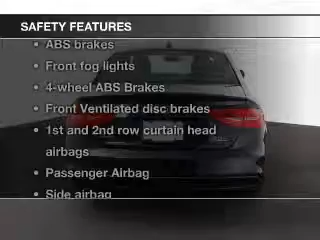 SAFETY FEATURES
• ABS brakes
• Front fog lights
• 4-wheel ABS Brakes
• Front Ventilated disc brakes
• 1st and 2nd row curtain head
airbags
• Passenger Airbag
• Side airbag